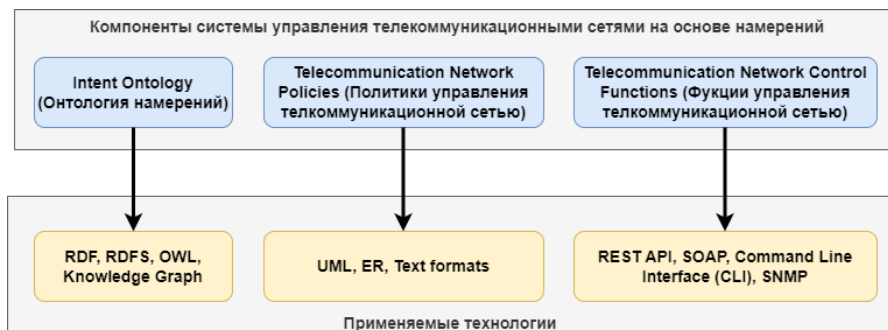 Компоненты системы управления телекоммуникационными сетями на основе намерений
Intent Ontology
(Онтология намерений)
Telecommunication Network
Policies (Политики управления
телкоммуникационной сетью)
Telecommunication Network Control
Functions (Фукции управления
телкоммуникационной сетью)
RDF, RDFS, OWL,
Knowledge Graph
UML, ER, Text formats
REST API, SOAP, Command Line
Interface (CLI), SNMP
Применяемые технологии